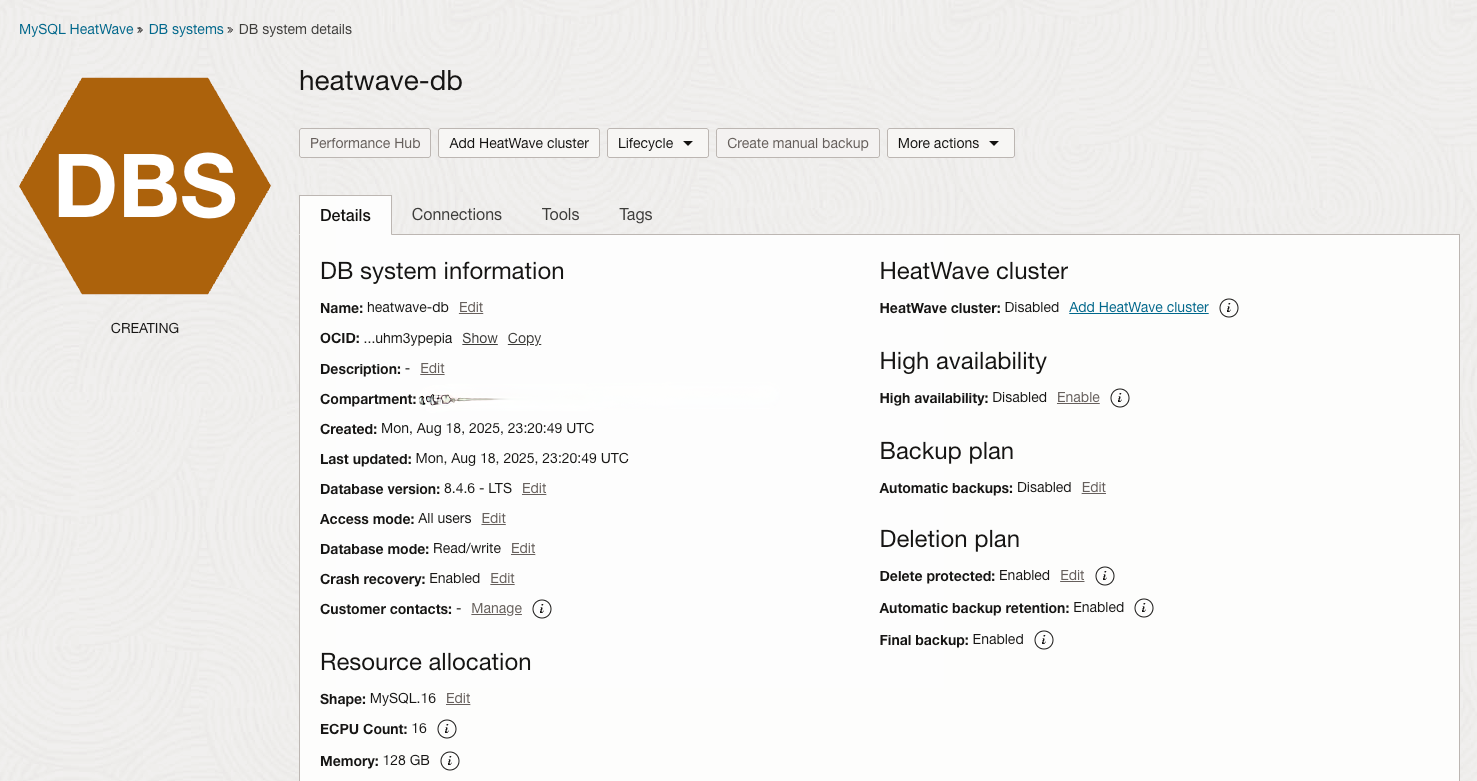 MySQL HeatWave » DB systems » DB system details
DBS
CREATING
heatwave-db
Performance Hub Add HeatWave cluster Lifecycle Create manual backup More actions
Details Connections Tools Tags
DB system information
Name: heatwave-db Edit
OCID: ...uhm3ypepia Show Copy
Description: - Edit
Compartment:
Created: Mon, Aug 18, 2025, 23:20:49 UTC
Last updated: Mon, Aug 18, 2025, 23:20:49 UTC
Database version: 8.4.6 - LTS Edit
Access mode: All users Edit
Database mode: Read/write Edit
Crash recovery: Enabled Edit
Customer contacts: - Manage i
Resource allocation
Shape: MySQL.16 Edit
ECPU Count: 16 i
Memory: 128 GB i
HeatWave cluster
HeatWave cluster: Disabled Add HeatWave cluster i
High availability
High availability: Disabled Enable i
Backup plan
Automatic backups: Disabled Edit
Deletion plan
Delete protected: Enabled Edit i
Automatic backup retention: Enabled i
Final backup: Enabled i